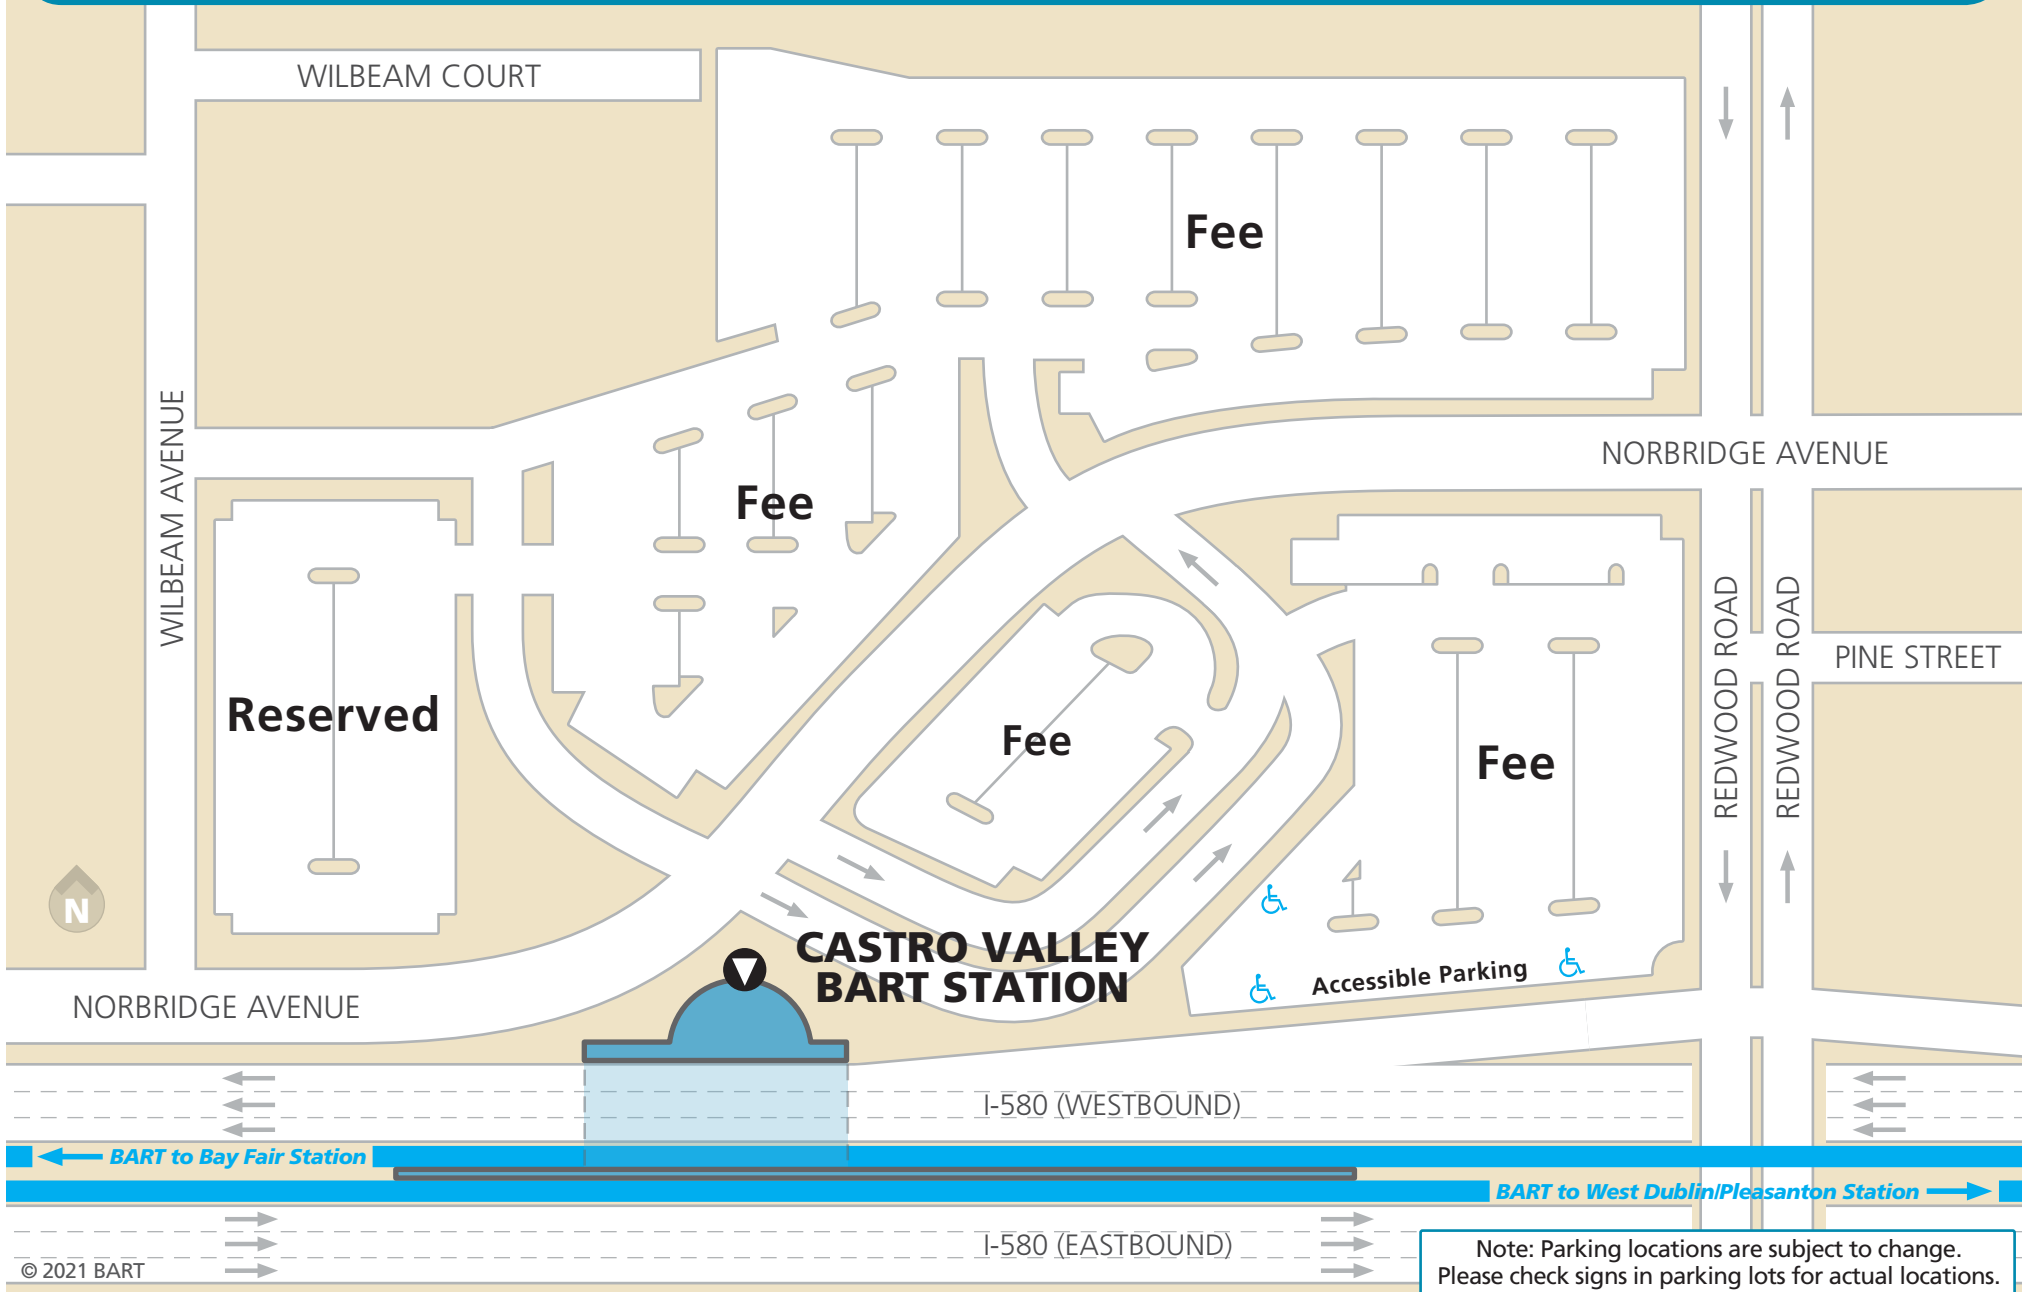 WILBEAM COURT
Fee
WILBEAM AVENUE
NORBRIDGE AVENUE
Fee
REDWOOD ROAD
REDWOOD ROAD
PINE STREET
Reserved
Fee
Fee
N
CASTRO VALLEY
BART STATION
Accessible Parking
NORBRIDGE AVENUE
I-580 (WESTBOUND)
BART to Bay Fair Station
BART to West Dublin/Pleasanton Station
I-580 (EASTBOUND)
Note: Parking locations are subject to change.
Please check signs in parking lots for actual locations.
© 2021 BART